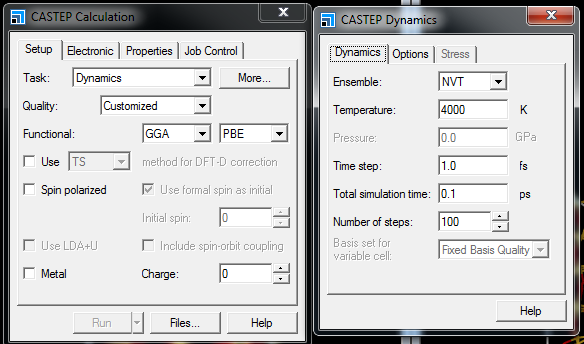 CASTEP Calculation
Setup Electronic Properties Job Control
Task: Dynamics More...
Quality: Customized
Functional: GGA PBE
Use TS method for DFT-D correction
Spin polarized Use formal spin as initial
Initial spin: 0
Use LDA+U Include spin-orbit coupling
Metal Charge: 0
Run Files... Help
CASTEP Dynamics
Dynamics Options Stress
Ensemble: NVT
Temperature: 4000 K
Pressure: 0.0 GPa
Time step: 1.0 fs
Total simulation time: 0.1 ps
Number of steps: 100
Basis set for
variable cell: Fixed Basis Quality
Help